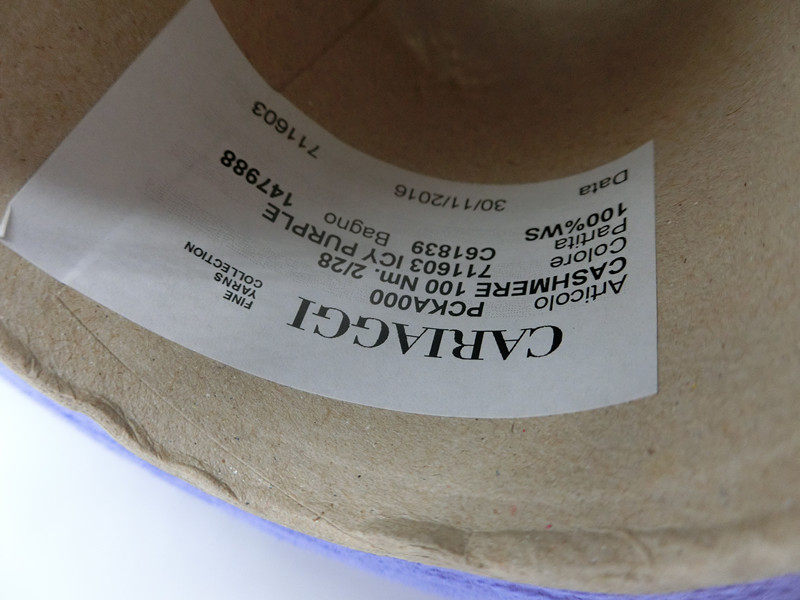 CARIAGGI
FINE
YARNS
COLLECTION
Articolo PCKA000
CASHMERE 100 Nm. 2/28
Colore 711603 ICY PURPLE
Partita C61839 Bagno 147988
100%WS
Data 30/11/2016 711603